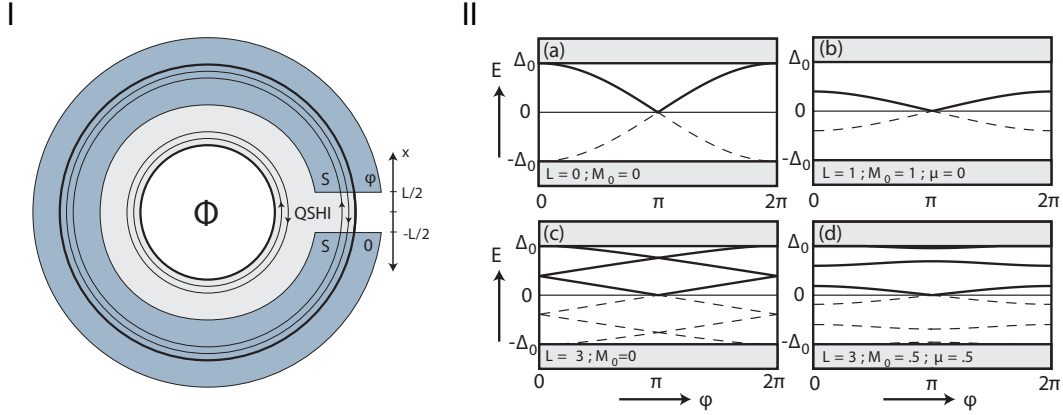 I
II
S
φ
x
L/2
QSHI
Φ
-L/2
S
0
(a)
Δ₀
E
0
-Δ₀
L = 0 ; M₀ = 0
0
π
2π
(b)
Δ₀
0
-Δ₀
L = 1 ; M₀ = 1 ; μ = 0
0
π
2π
(c)
Δ₀
E
0
-Δ₀
L = 3 ; M₀=0
0
π
2π
φ
(d)
Δ₀
0
-Δ₀
L = 3 ; M₀ = .5 ; μ = .5
0
π
2π
φ